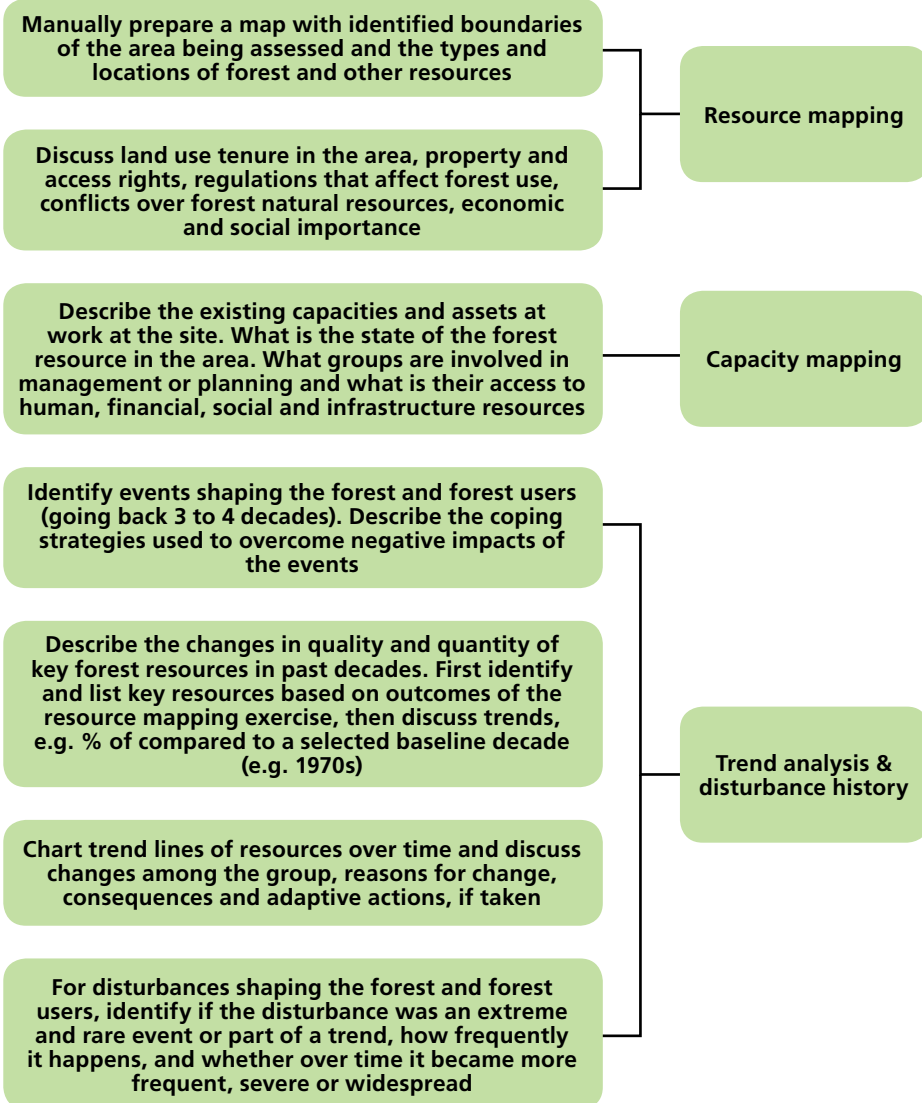 Manually prepare a map with identified boundaries
of the area being assessed and the types and
locations of forest and other resources
Resource mapping
Discuss land use tenure in the area, property and
access rights, regulations that affect forest use,
conflicts over forest natural resources, economic
and social importance
Describe the existing capacities and assets at
work at the site. What is the state of the forest
resource in the area. What groups are involved in
management or planning and what is their access to
human, financial, social and infrastructure resources
Capacity mapping
Identify events shaping the forest and forest users
(going back 3 to 4 decades). Describe the coping
strategies used to overcome negative impacts of
the events
Describe the changes in quality and quantity of
key forest resources in past decades. First identify
and list key resources based on outcomes of the
resource mapping exercise, then discuss trends,
e.g. % of compared to a selected baseline decade
(e.g. 1970s)
Trend analysis &
disturbance history
Chart trend lines of resources over time and discuss
changes among the group, reasons for change,
consequences and adaptive actions, if taken
For disturbances shaping the forest and forest
users, identify if the disturbance was an extreme
and rare event or part of a trend, how frequently
it happens, and whether over time it became more
frequent, severe or widespread